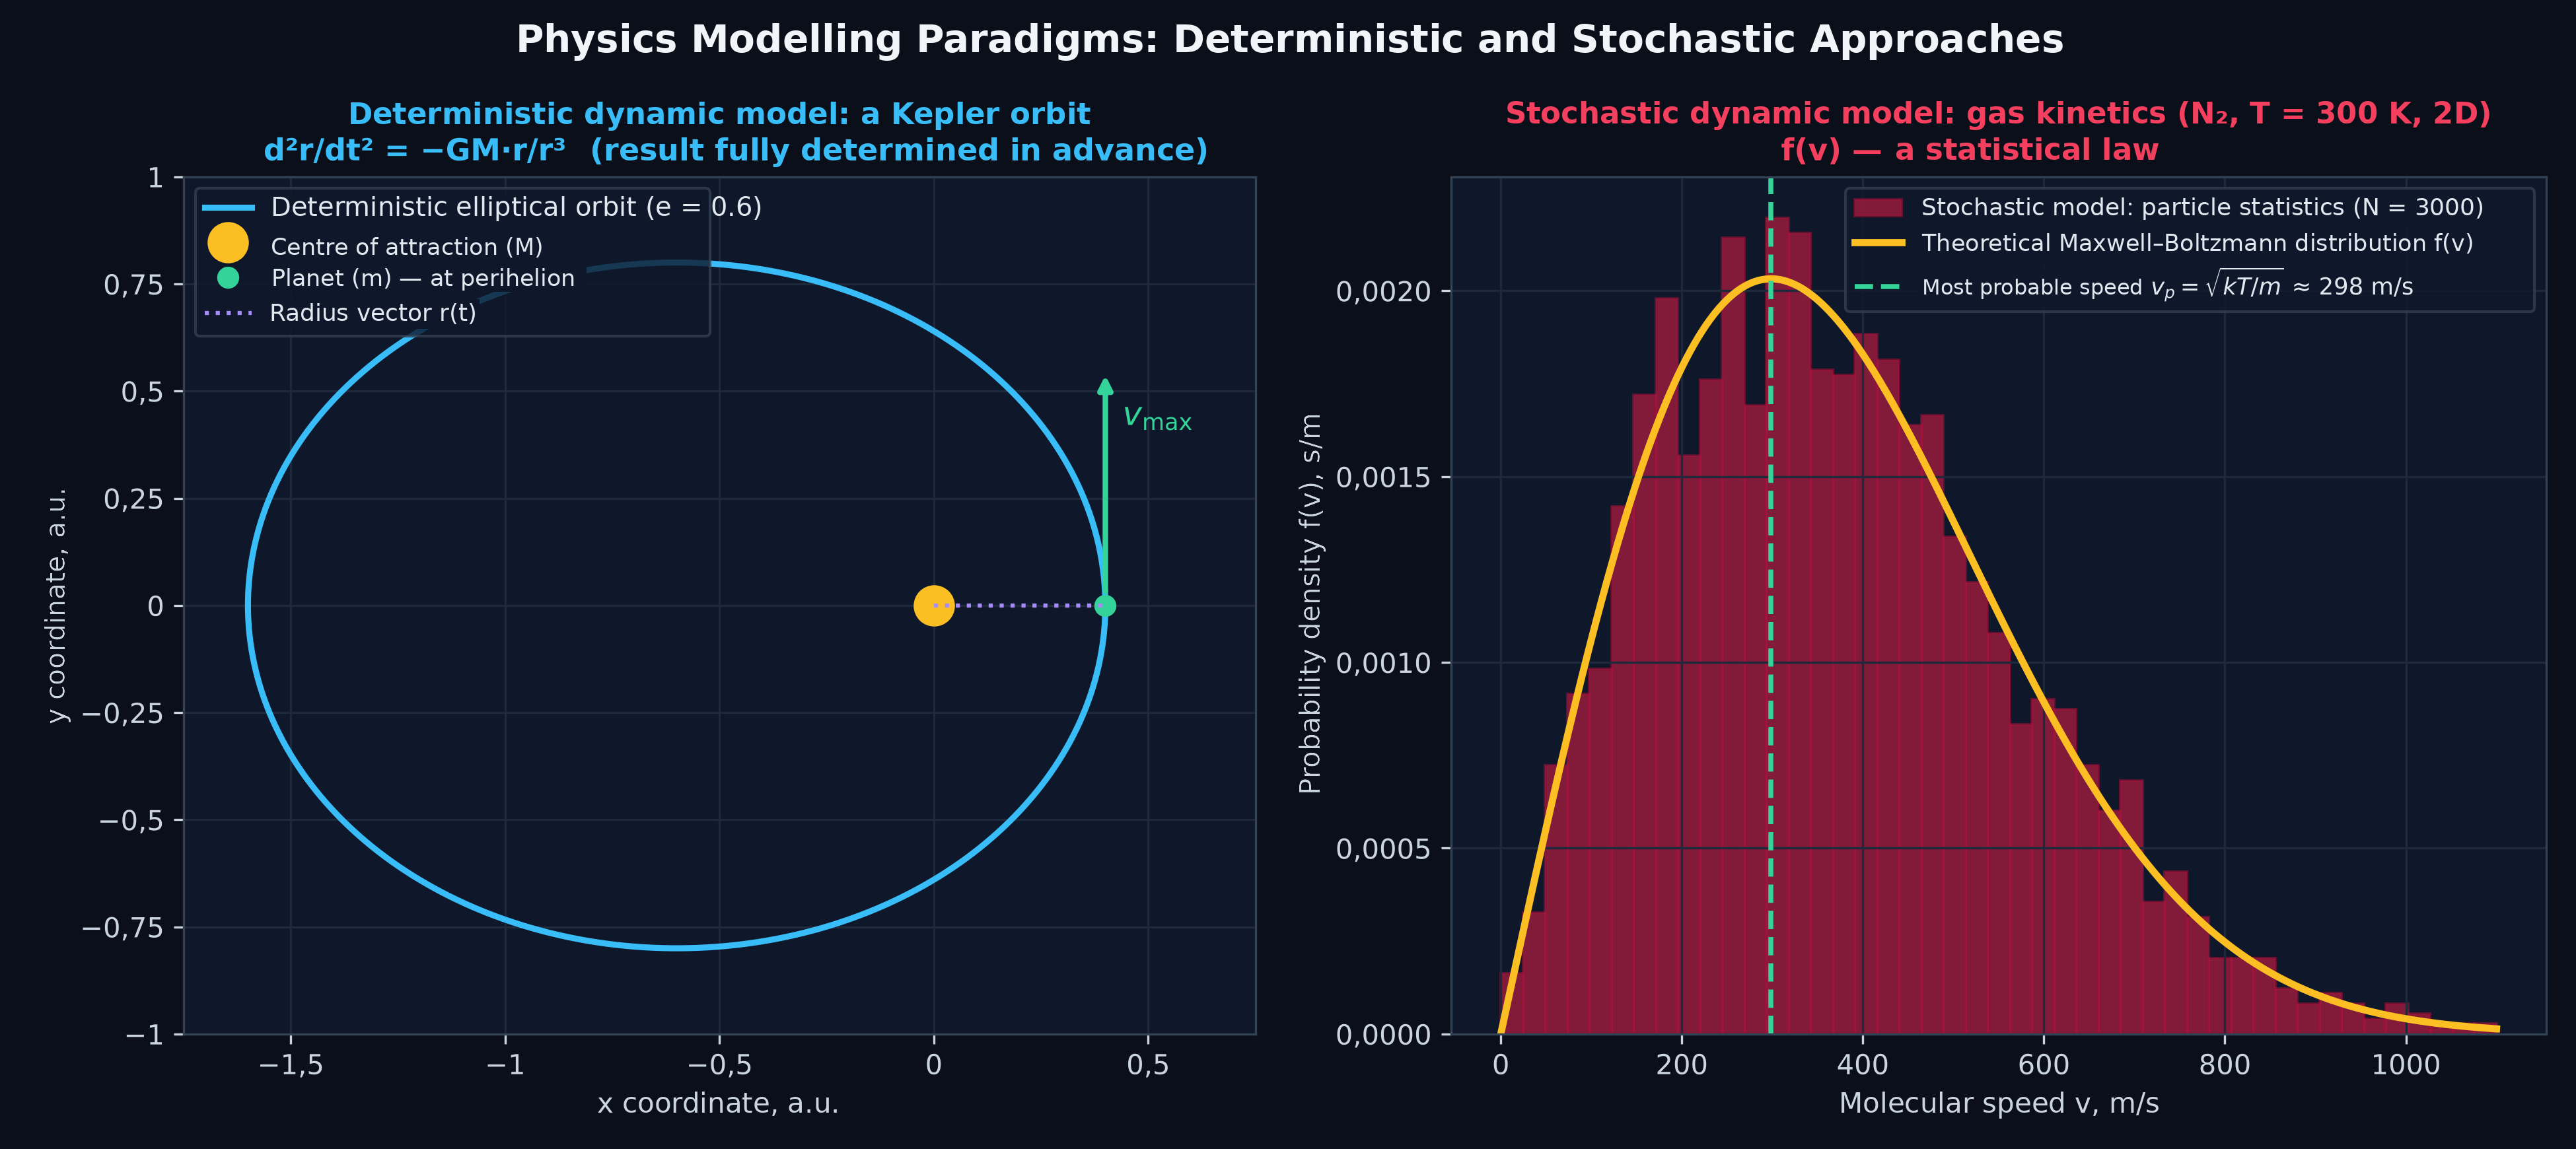 Physics Modelling Paradigms: Deterministic and Stochastic Approaches
Deterministic dynamic model: a Kepler orbit
d²r/dt² = −GM·r/r³ (result fully determined in advance)
1
0,75
0,5
0,25
0
−0,25
−0,5
−0,75
−1
y coordinate, a.u.
Deterministic elliptical orbit (e = 0.6)
Centre of attraction (M)
Planet (m) — at perihelion
Radius vector r(t)
v_max
−1,5
−1
−0,5
0
0,5
x coordinate, a.u.
Stochastic dynamic model: gas kinetics (N₂, T = 300 K, 2D)
f(v) — a statistical law
0,0020
0,0015
0,0010
0,0005
0,0000
Probability density f(v), s/m
Stochastic model: particle statistics (N = 3000)
Theoretical Maxwell–Boltzmann distribution f(v)
Most probable speed v_p = √kT/m ≈ 298 m/s
0
200
400
600
800
1000
Molecular speed v, m/s